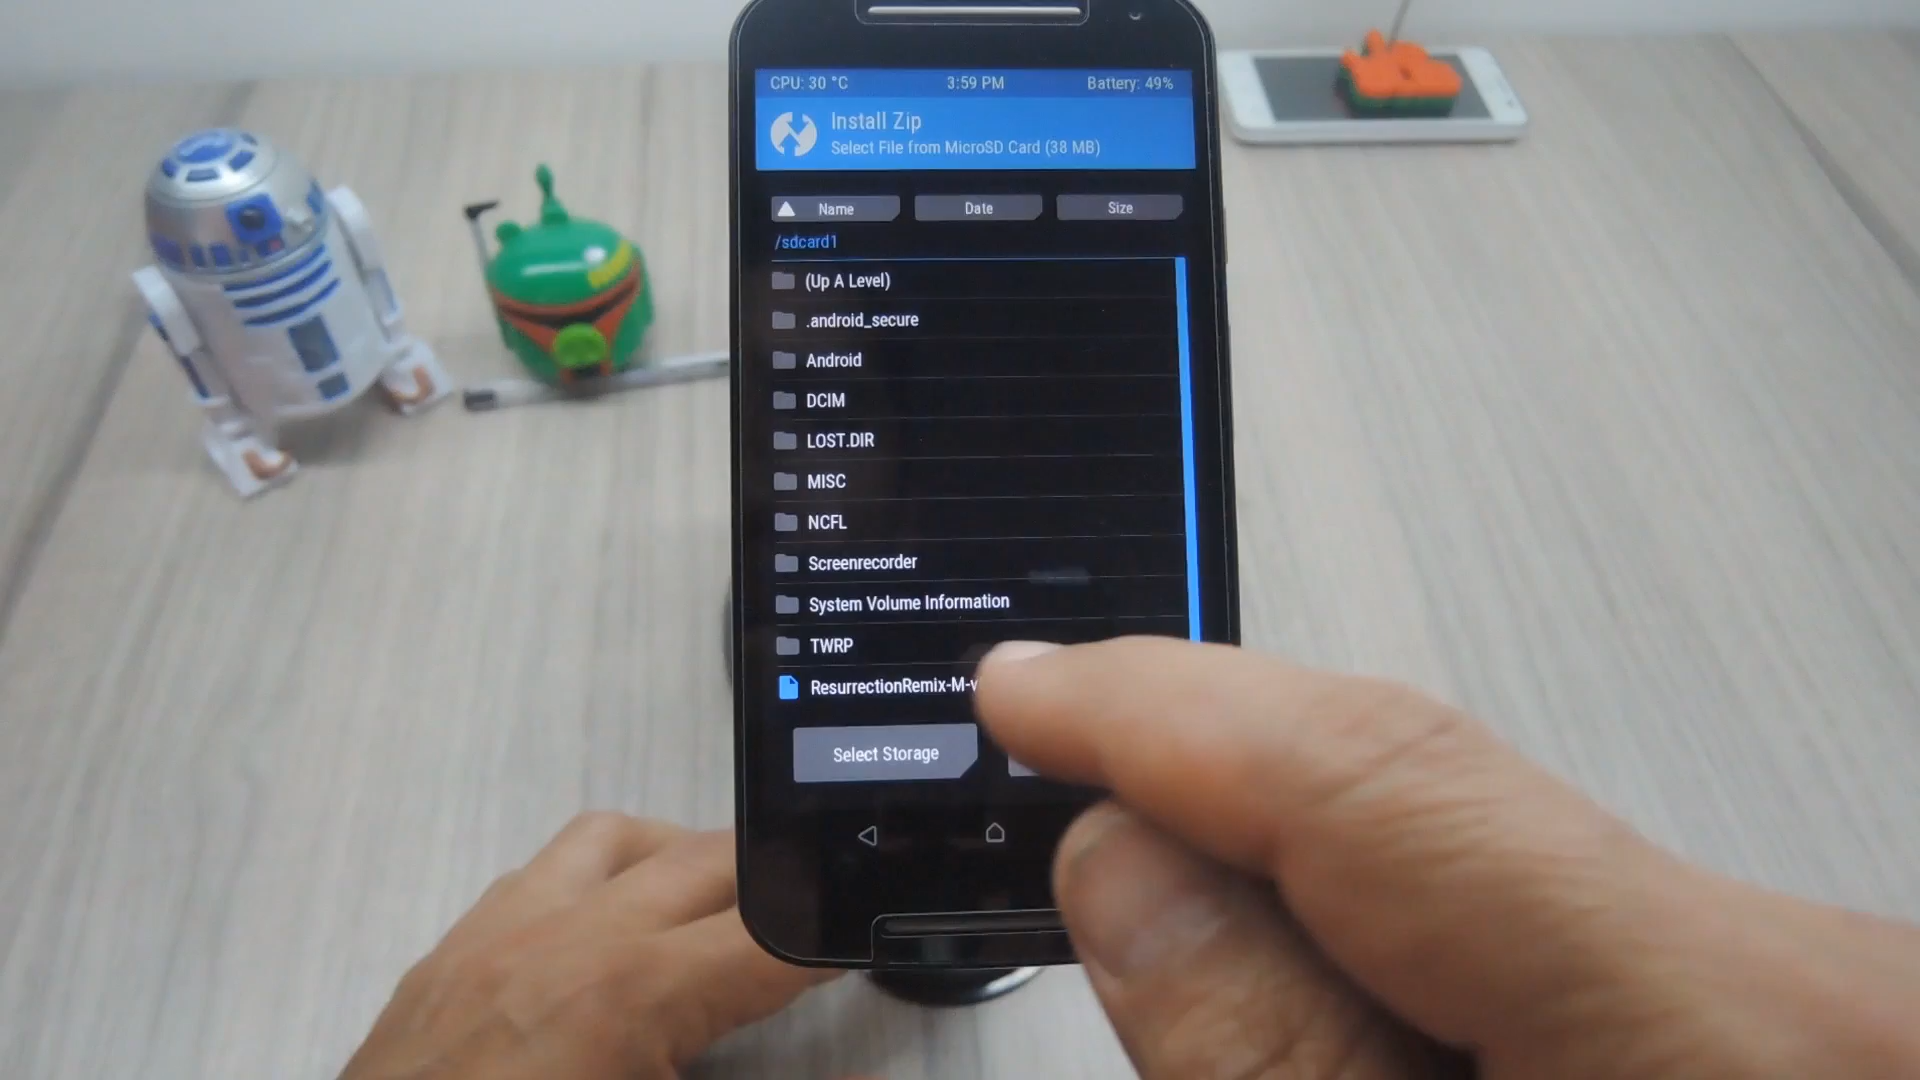 CPU: 30 °C 3:59 PM Battery: 49%
Install Zip
Select File from MicroSD Card (38 MB)
Name Date Size
/sdcard1
(Up A Level)
.android_secure
Android
DCIM
LOST.DIR
MISC
NCFL
Screenrecorder
System Volume Information
TWRP
ResurrectionRemix-M-v
Select Storage